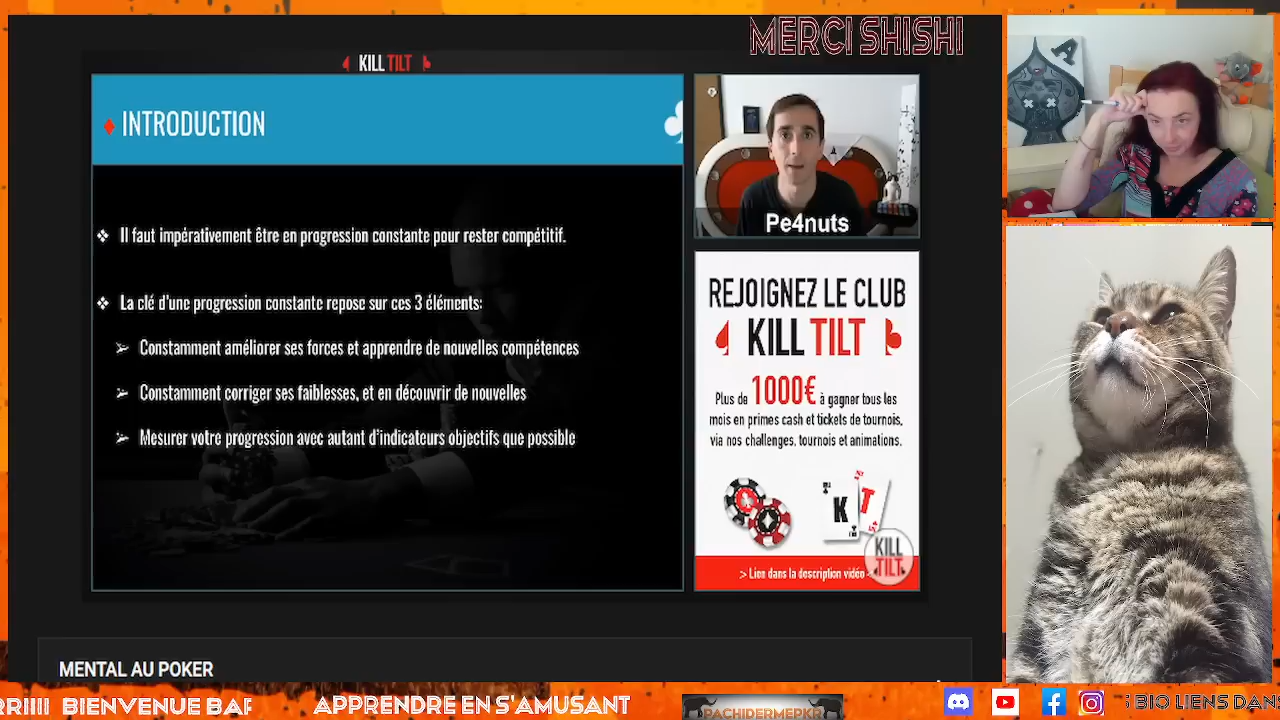 MERCI SHISHI
KILL TILT
INTRODUCTION
❖ Il faut impérativement être en progression constante pour rester compétitif.
❖ La clé d'une progression constante repose sur ces 3 éléments:
➢ Constamment améliorer ses forces et apprendre de nouvelles compétences
➢ Constamment corriger ses faiblesses, et en découvrir de nouvelles
➢ Mesurer votre progression avec autant d'indicateurs objectifs que possible
A
Pe4nuts
REJOIGNEZ LE CLUB
KILL TILT
Plus de 1000€ à gagner tous les
mois en primes cash et tickets de tournois,
via nos challenges, tournois et animations.
K T
KILL
TILT
> Lien dans la description vidéo <
MENTAL AU POKER
BIENVENUE
APPRENDRE EN S'AMUSANT
PACHIDERMEPKR
BIO LIENS DANS